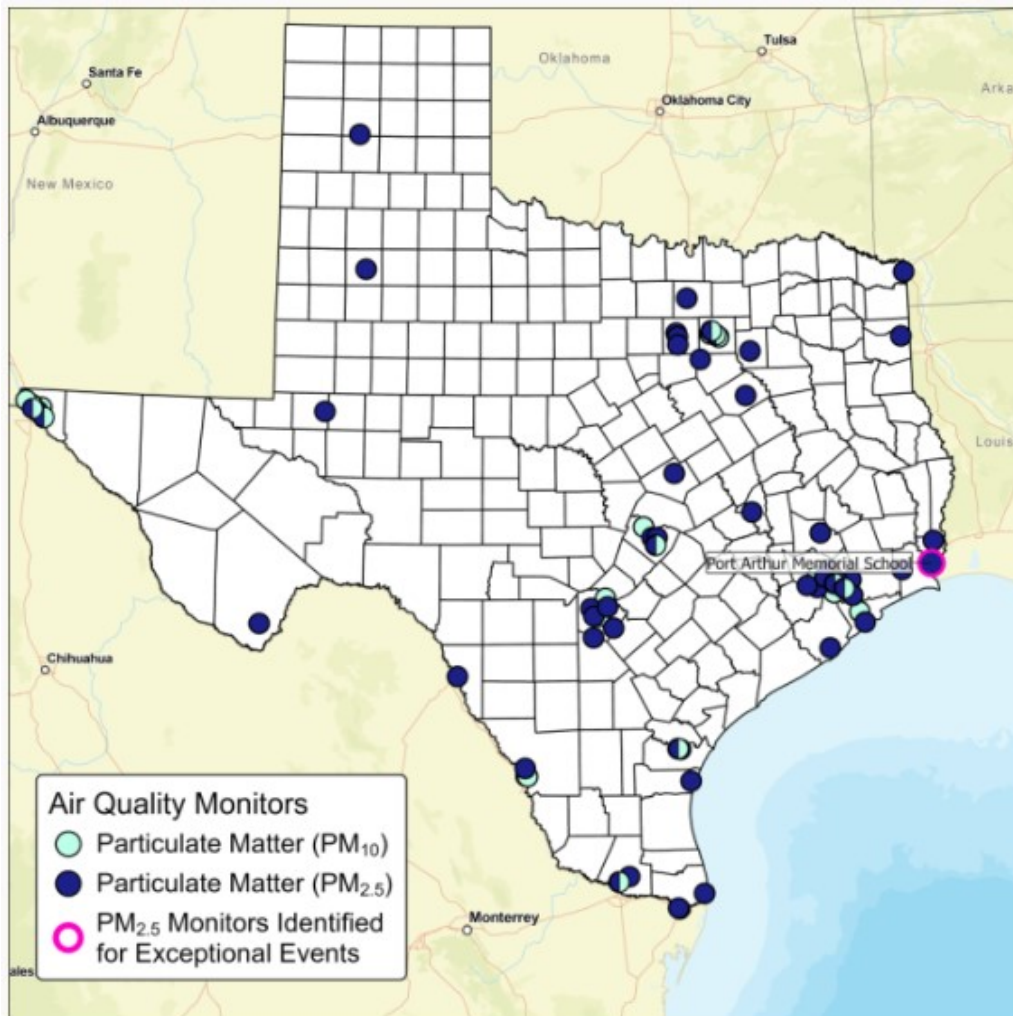 Tulsa
Oklahoma
Santa Fe
Oklahoma City
Arka
Albuquerque
New Mexico
Louis
Port Arthur Memorial School
Chihuahua
Air Quality Monitors
Particulate Matter (PM₁₀)
Particulate Matter (PM₂.₅)
PM₂.₅ Monitors Identified
for Exceptional Events
Monterrey
ales